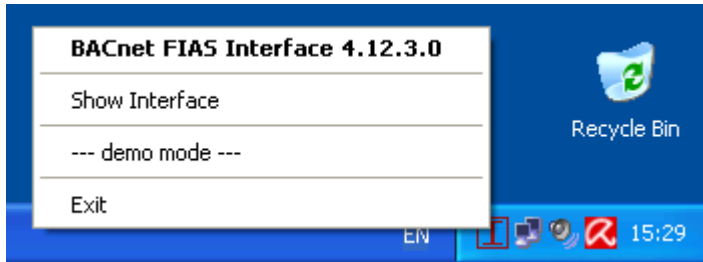 BACnet FIAS Interface 4.12.3.0
Show Interface
--- demo mode ---
Exit
Recycle Bin
EN
15:29